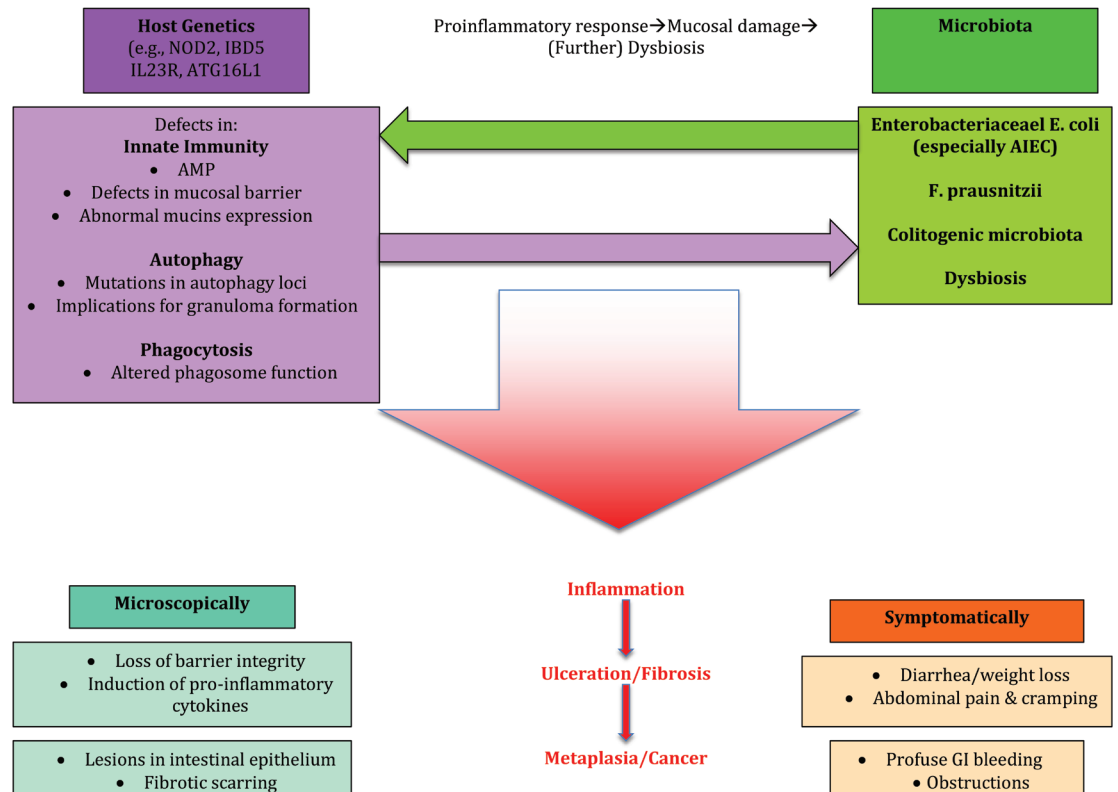 Host Genetics
(e.g., NOD2, IBD5
IL23R, ATG16L1
Proinflammatory response→Mucosal damage→
(Further) Dysbiosis
Microbiota
Defects in:
Innate Immunity
• AMP
• Defects in mucosal barrier
• Abnormal mucins expression
Autophagy
• Mutations in autophagy loci
• Implications for granuloma formation
Phagocytosis
• Altered phagosome function
Enterobacteriaceael E. coli
(especially AIEC)
F. prausnitzii
Colitogenic microbiota
Dysbiosis
Microscopically
• Loss of barrier integrity
• Induction of pro-inflammatory
cytokines
• Lesions in intestinal epithelium
• Fibrotic scarring
Inflammation
Ulceration/Fibrosis
Metaplasia/Cancer
Symptomatically
• Diarrhea/weight loss
• Abdominal pain & cramping
• Profuse GI bleeding
• Obstructions